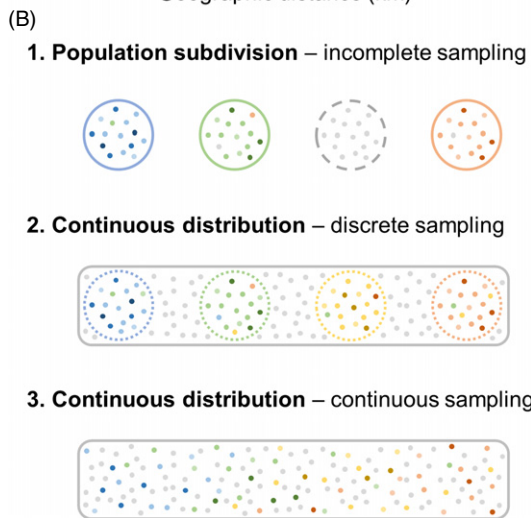 (B)
1. Population subdivision – incomplete sampling
2. Continuous distribution – discrete sampling
3. Continuous distribution – continuous sampling